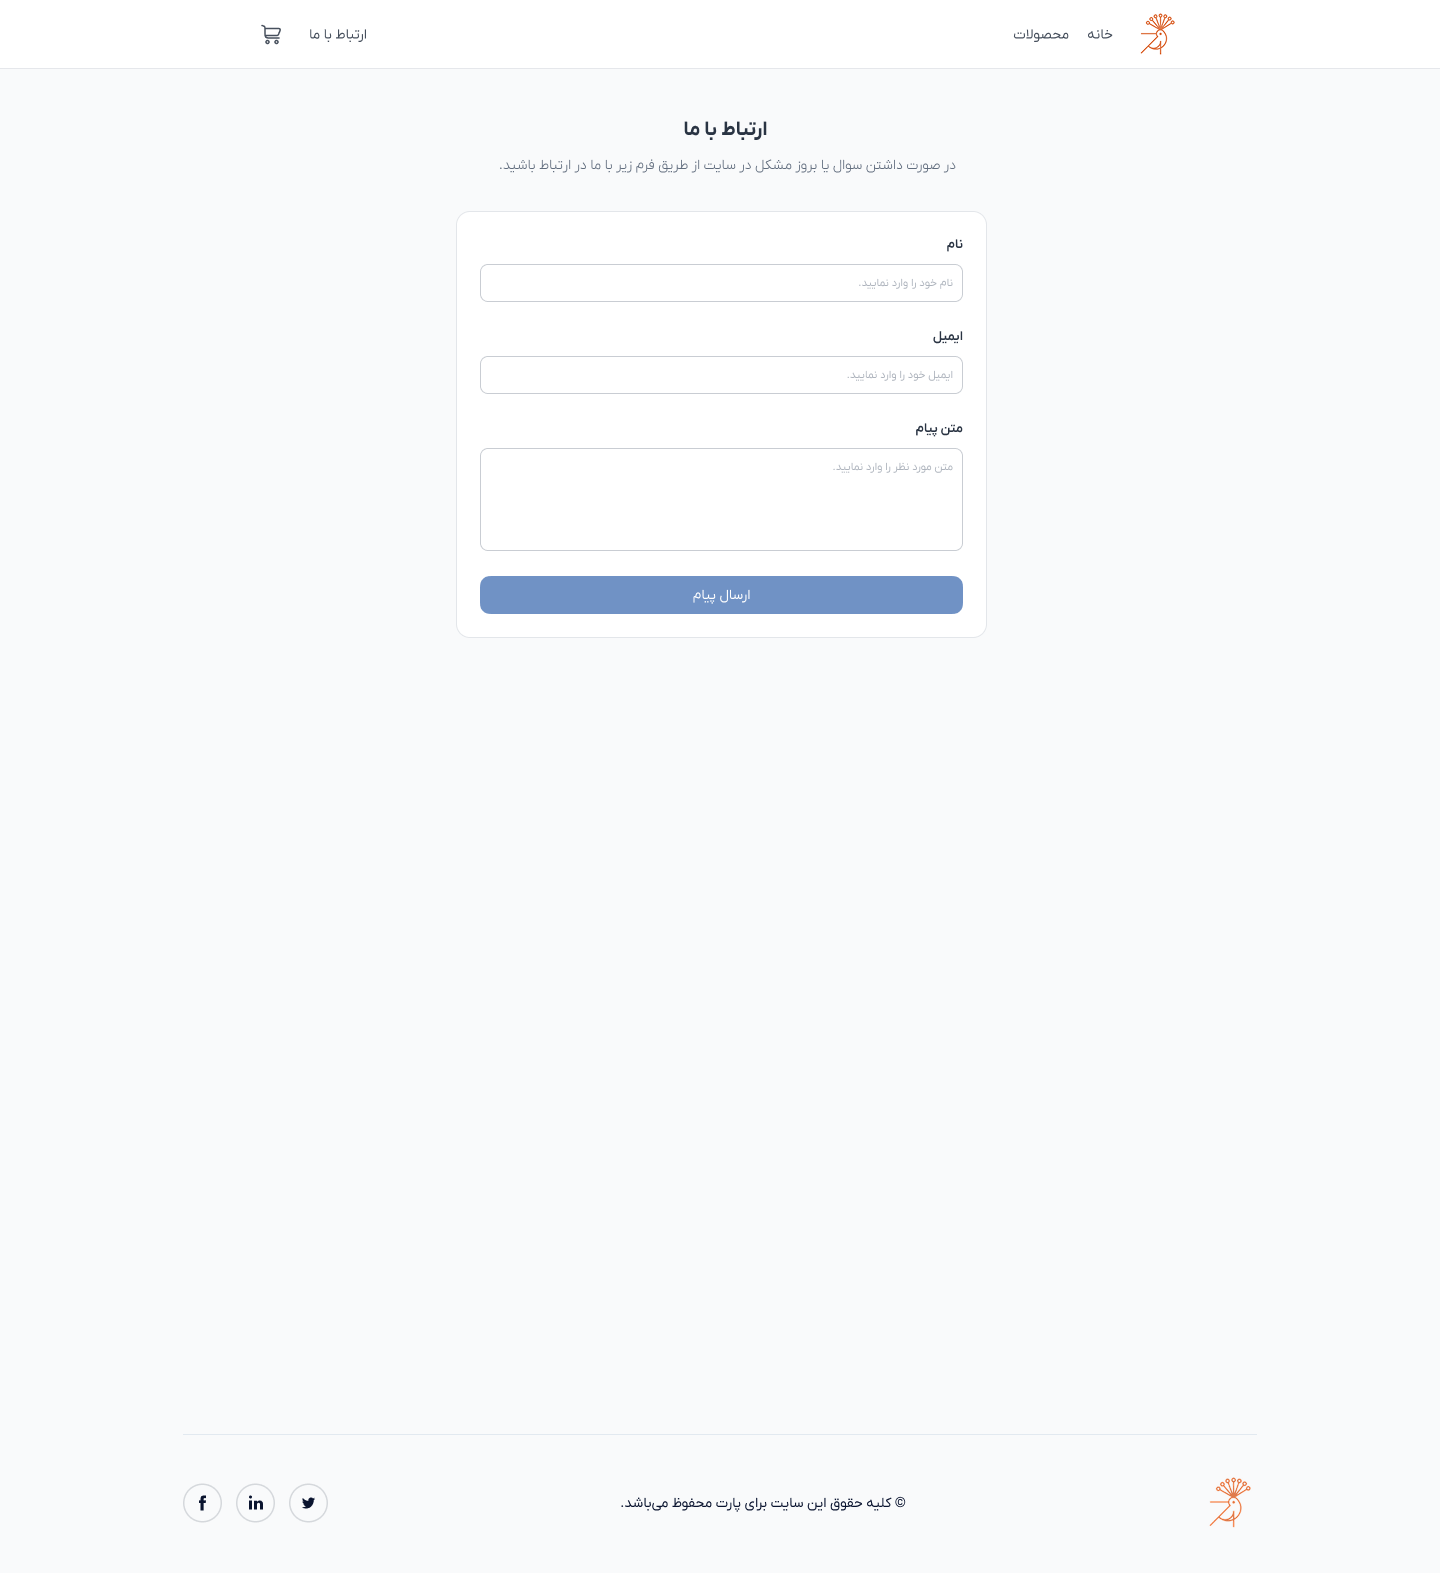 خانه
محصولات
ارتباط با ما
ارتباط با ما
در صورت داشتن سوال یا بروز مشکل در سایت از طریق فرم زیر با ما در ارتباط باشید.
نام
نام خود را وارد نمایید.
ایمیل
ایمیل خود را وارد نمایید.
متن پیام
متن مورد نظر را وارد نمایید.
ارسال پیام
© کلیه حقوق این سایت برای پارت محفوظ می‌باشد.